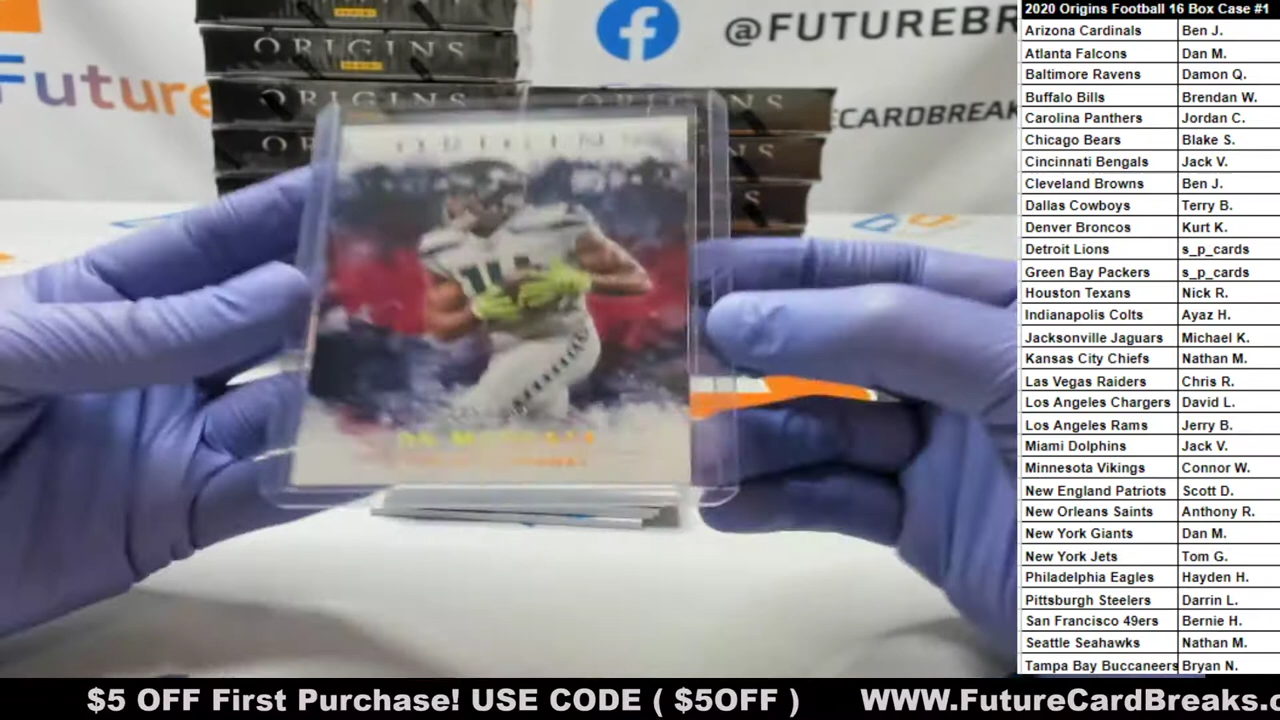 2020 Origins Football 16 Box Case #1
Arizona Cardinals Ben J.
Atlanta Falcons Dan M.
Baltimore Ravens Damon Q.
Buffalo Bills Brendan W.
Carolina Panthers Jordan C.
Chicago Bears Blake S.
Cincinnati Bengals Jack V.
Cleveland Browns Ben J.
Dallas Cowboys Terry B.
Denver Broncos Kurt K.
Detroit Lions s_p_cards
Green Bay Packers s_p_cards
Houston Texans Nick R.
Indianapolis Colts Ayaz H.
Jacksonville Jaguars Michael K.
Kansas City Chiefs Nathan M.
Las Vegas Raiders Chris R.
Los Angeles Chargers David L.
Los Angeles Rams Jerry B.
Miami Dolphins Jack V.
Minnesota Vikings Connor W.
New England Patriots Scott D.
New Orleans Saints Anthony R.
New York Giants Dan M.
New York Jets Tom G.
Philadelphia Eagles Hayden H.
Pittsburgh Steelers Darrin L.
San Francisco 49ers Bernie H.
Seattle Seahawks Nathan M.
Tampa Bay Buccaneers Bryan N.
@FUTUREBR
ECARDBREAK
Future
ORIGINS
ORIGINS
$5 OFF First Purchase! USE CODE ( $5OFF ) WWW.FutureCardBreaks.c